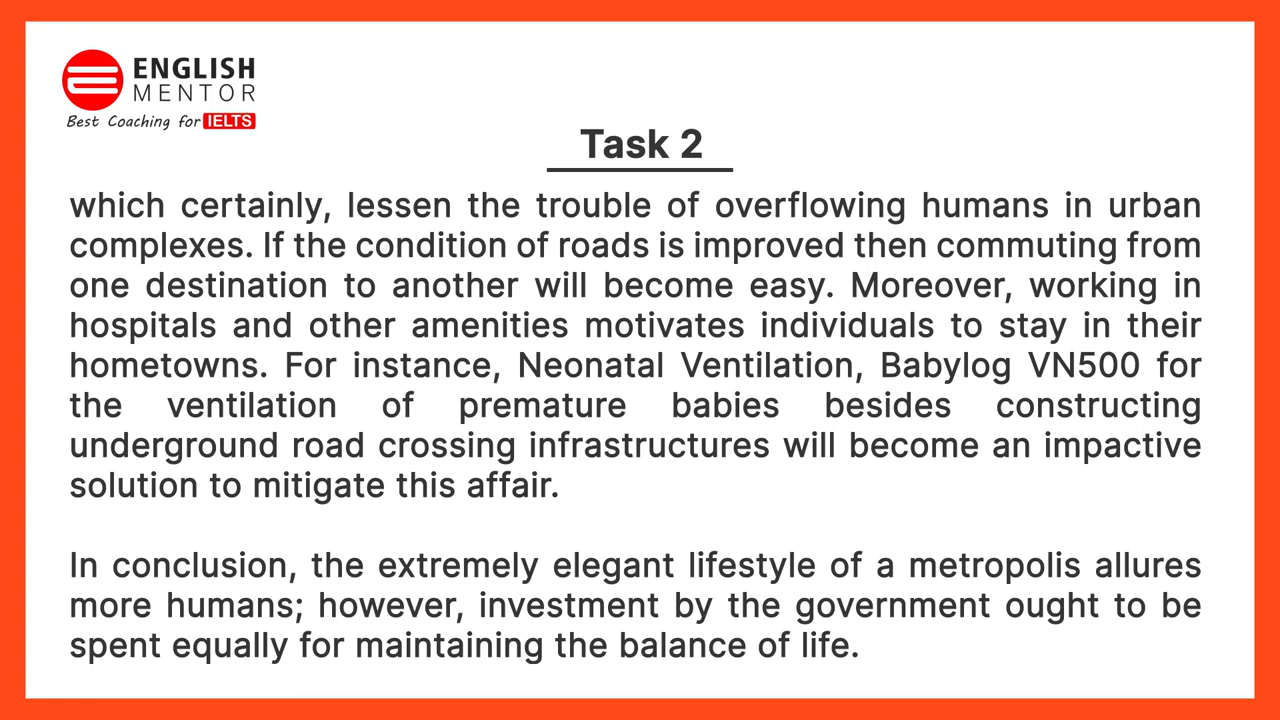 ENGLISH
MENTOR
Best Coaching for IELTS
Task 2
which certainly, lessen the trouble of overflowing humans in urban
complexes. If the condition of roads is improved then commuting from
one destination to another will become easy. Moreover, working in
hospitals and other amenities motivates individuals to stay in their
hometowns. For instance, Neonatal Ventilation, Babylog VN500 for
the ventilation of premature babies besides constructing
underground road crossing infrastructures will become an impactive
solution to mitigate this affair.
In conclusion, the extremely elegant lifestyle of a metropolis allures
more humans; however, investment by the government ought to be
spent equally for maintaining the balance of life.